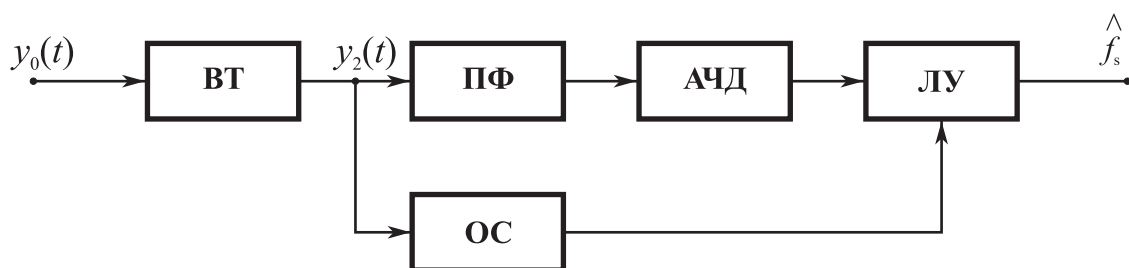 y₀(t)
ВТ
y₂(t)
ПФ
АЧД
ЛУ
f̂ₛ
ОС